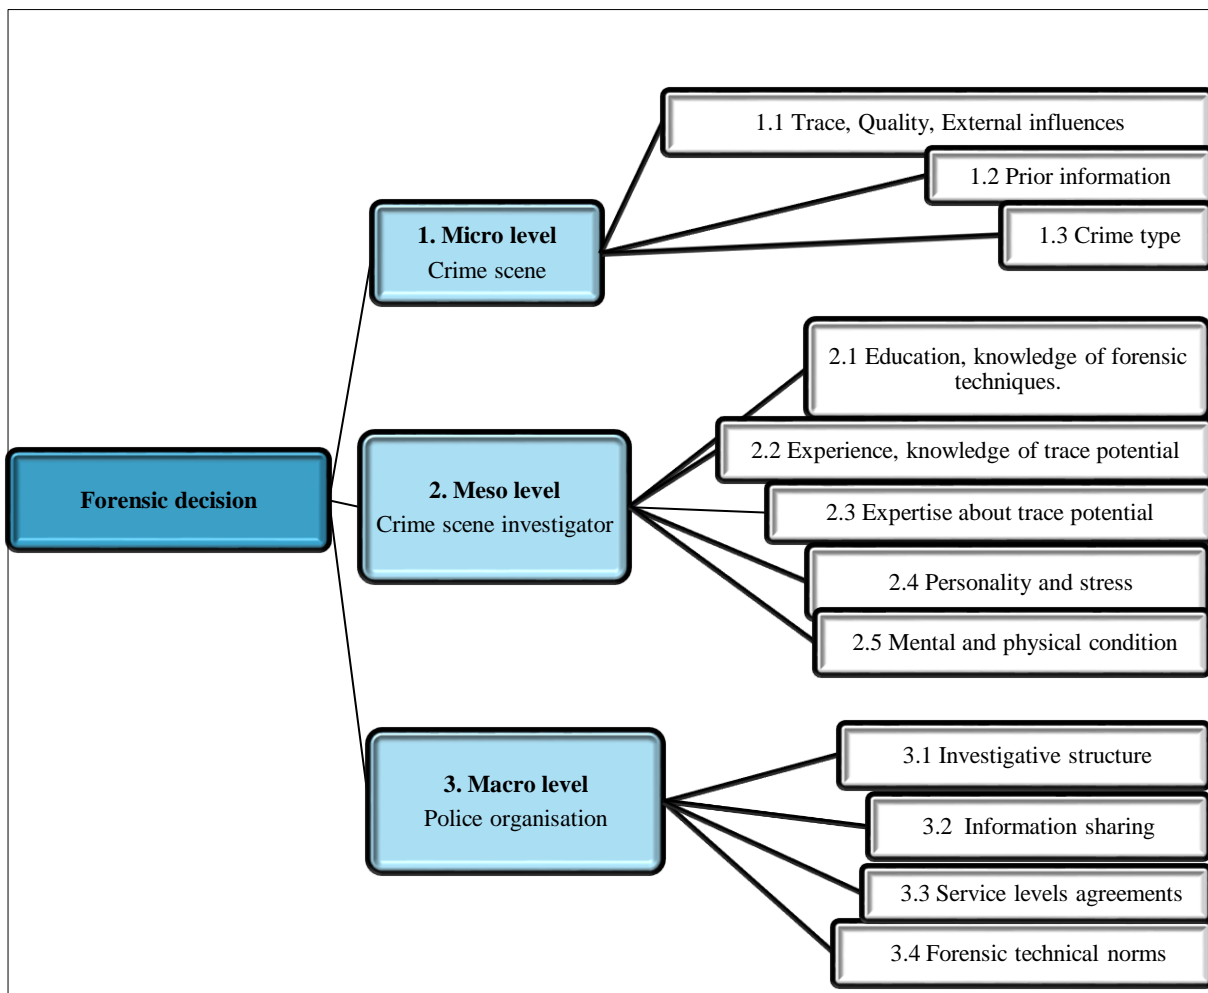 Forensic decision
1. Micro level
Crime scene
1.1 Trace, Quality, External influences
1.2 Prior information
1.3 Crime type
2. Meso level
Crime scene investigator
2.1 Education, knowledge of forensic
techniques.
2.2 Experience, knowledge of trace potential
2.3 Expertise about trace potential
2.4 Personality and stress
2.5 Mental and physical condition
3. Macro level
Police organisation
3.1 Investigative structure
3.2 Information sharing
3.3 Service levels agreements
3.4 Forensic technical norms